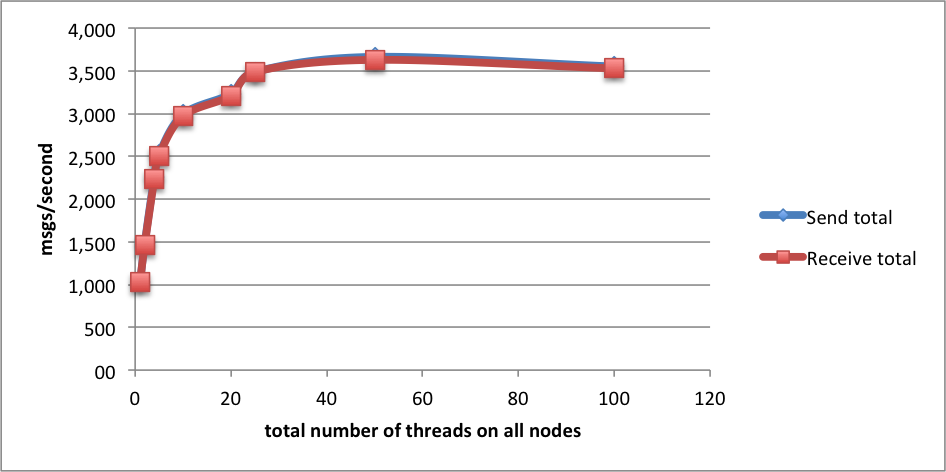 4,000
3,500
3,000
2,500
2,000
1,500
1,000
500
00
msgs/second
0 20 40 60 80 100 120
total number of threads on all nodes
Send total
Receive total